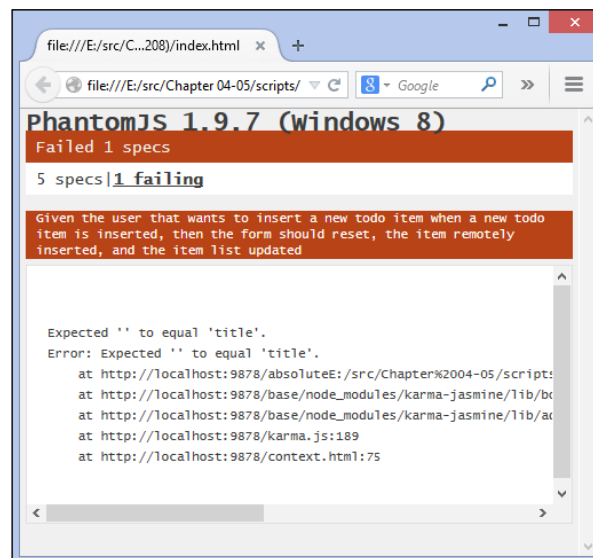 file:///E:/src/C...208)/index.html × +
file:///E:/src/Chapter 04-05/scripts/ 8 Google »
PhantomJS 1.9.7 (Windows 8)
Failed 1 specs
5 specs|1 failing
Given the user that wants to insert a new todo item when a new todo
item is inserted, then the form should reset, the item remotely
inserted, and the item list updated
Expected '' to equal 'title'.
Error: Expected '' to equal 'title'.
at http://localhost:9878/absoluteE:/src/Chapter%2004-05/scripts
at http://localhost:9878/base/node_modules/karma-jasmine/lib/
at http://localhost:9878/base/node_modules/karma-jasmine/lib/
at http://localhost:9878/karma.js:189
at http://localhost:9878/context.html:75